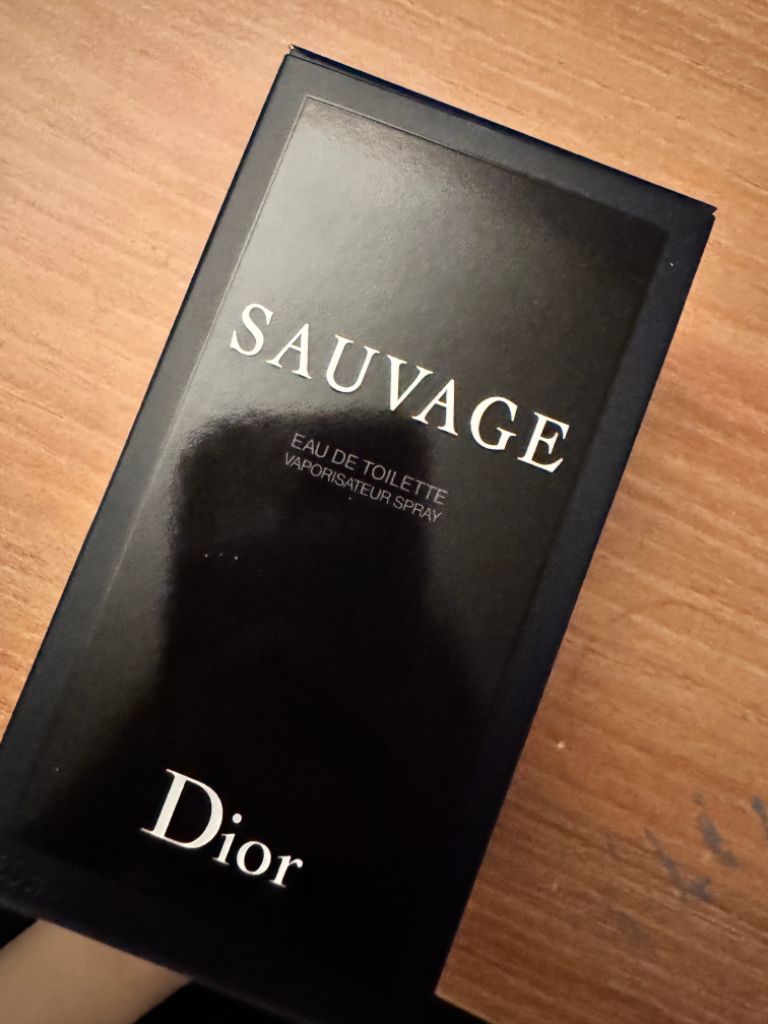 SAUVAGE
EAU DE TOILETTE
VAPORISATEUR SPRAY
Dior